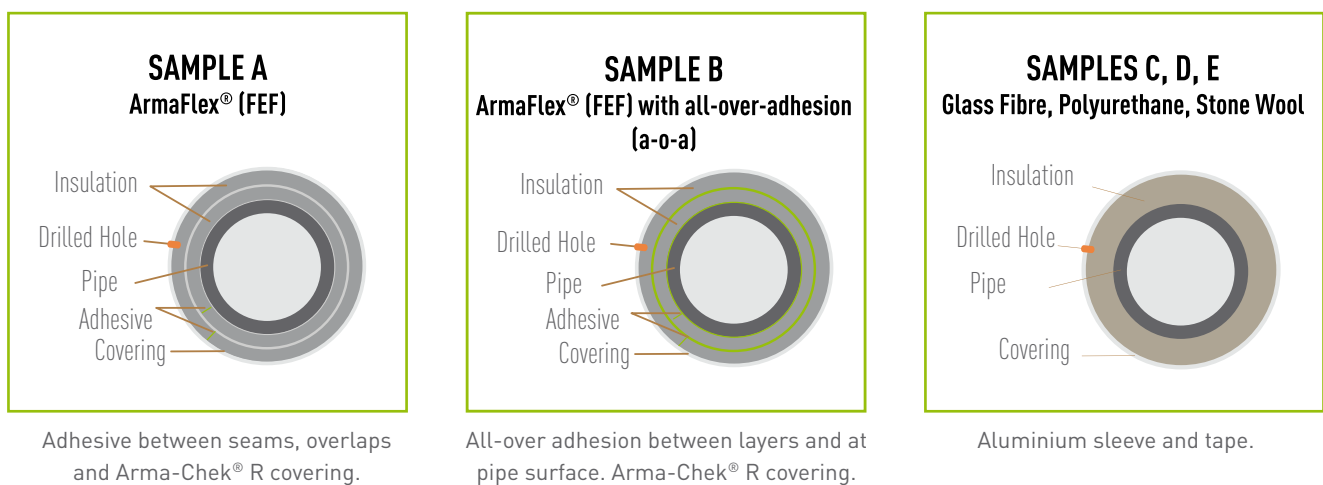 SAMPLE A
ArmaFlex® (FEF)
Insulation
Drilled Hole
Pipe
Adhesive
Covering
Adhesive between seams, overlaps
and Arma-Chek® R covering.
SAMPLE B
ArmaFlex® (FEF) with all-over-adhesion
(a-o-a)
Insulation
Drilled Hole
Pipe
Adhesive
Covering
All-over adhesion between layers and at
pipe surface. Arma-Chek® R covering.
SAMPLES C, D, E
Glass Fibre, Polyurethane, Stone Wool
Insulation
Drilled Hole
Pipe
Covering
Aluminium sleeve and tape.